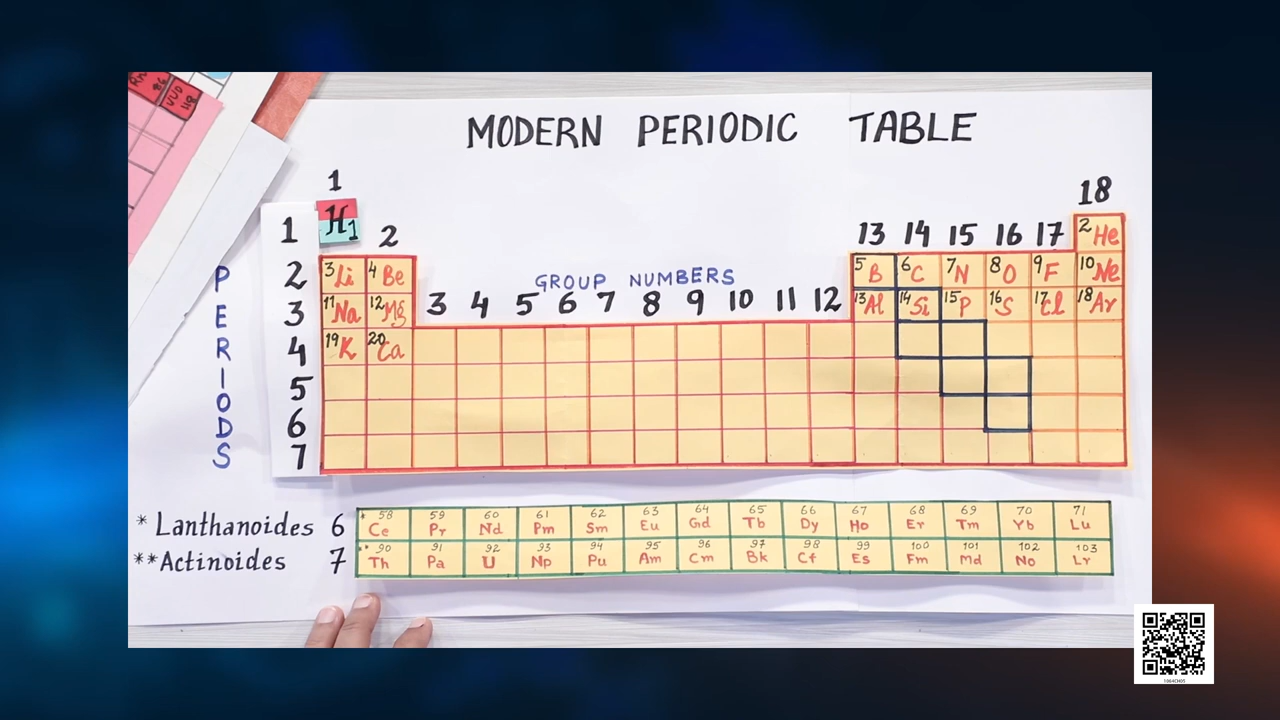 Rn 86
UUO 118
MODERN PERIODIC TABLE
1
18
1 H 1
2
13 14 15 16 17
2 He
P
E
R
I
O
D
S
GROUP NUMBERS
2 3 Li 4 Be 5 B 6 C 7 N 8 O 9 F 10 Ne
3 4 5 6 7 8 9 10 11 12
3 11 Na 12 Mg 13 Al 14 Si 15 P 16 S 17 Cl 18 Ar
4 19 K 20 Ca
5
6
7
* Lanthanoides 6 * 58 Ce 59 Pr 60 Nd 61 Pm 62 Sm 63 Eu 64 Gd 65 Tb 66 Dy 67 Ho 68 Er 69 Tm 70 Yb 71 Lu
**Actinoides 7 ** 90 Th 91 Pa 92 U 93 Np 94 Pu 95 Am 96 Cm 97 Bk 98 Cf 99 Es 100 Fm 101 Md 102 No 103 Lr
1064CH05